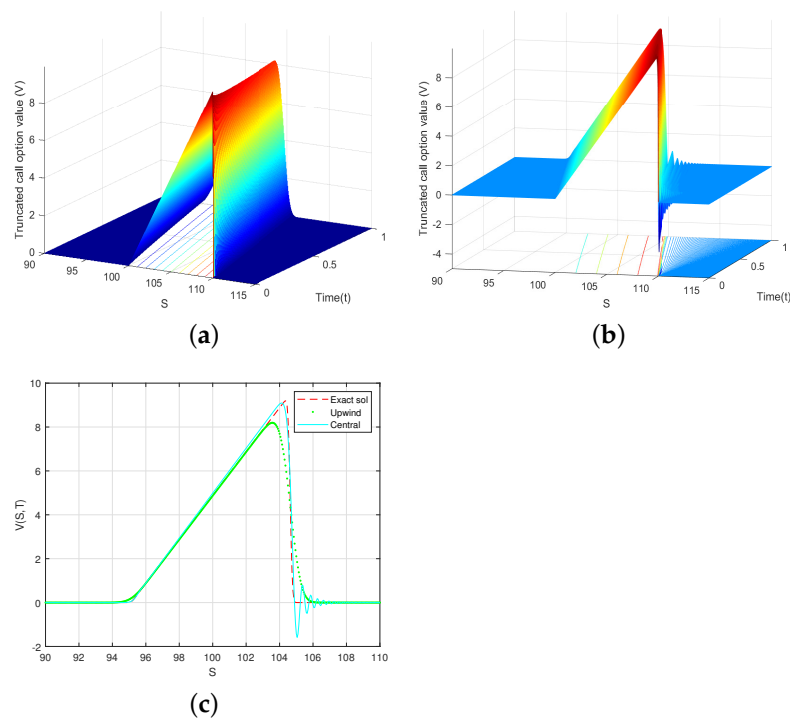 Truncated call option value (V)
8
6
4
2
0
90
95
100
105
110
115
S
0
0.5
1
Time(t)
(a)
Truncated call option value (V)
8
6
4
2
0
-2
-4
90
95
100
105
110
115
S
0
0.5
1
Time(t)
(b)
V(S,T)
10
8
6
4
2
0
-2
90 92 94 96 98 100 102 104 106 108 110
S
Exact sol
Upwind
Central
(c)